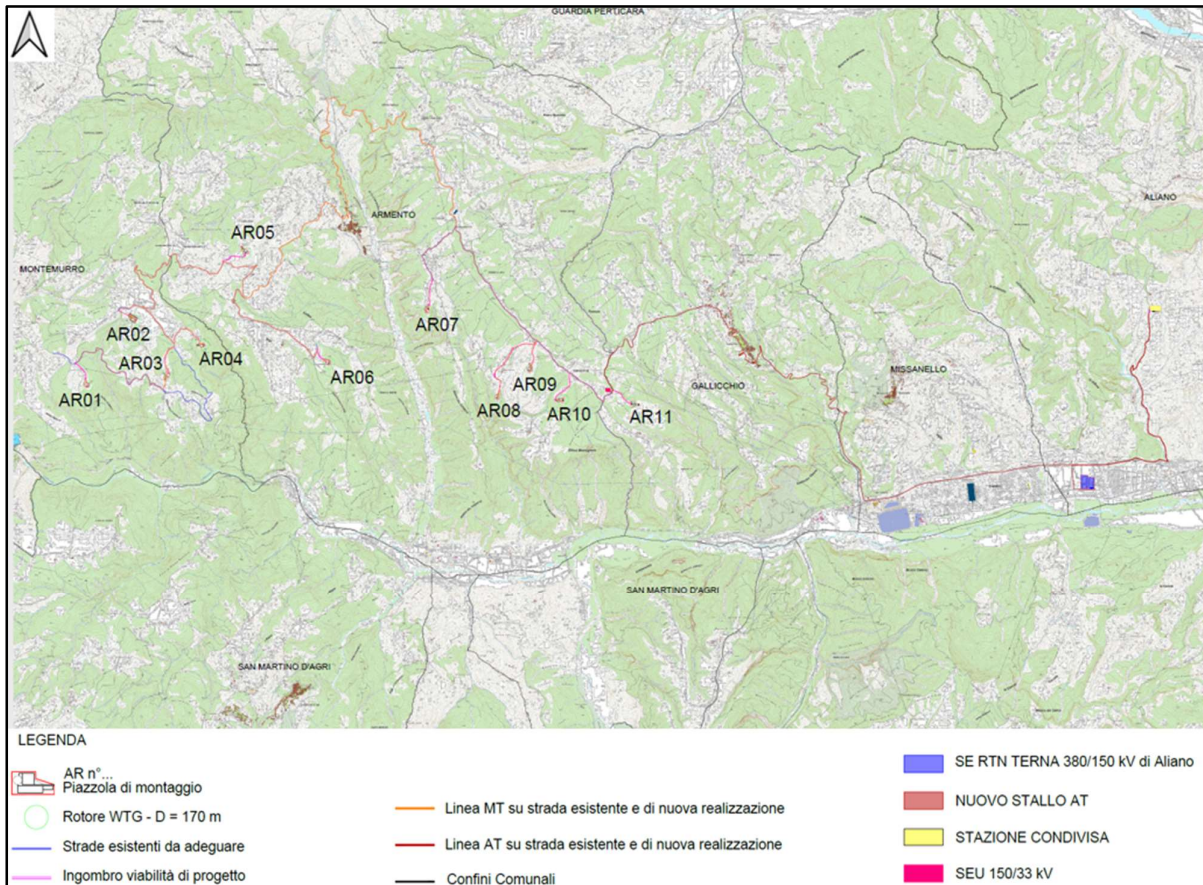 GUARDIA PERTICARA
ALIANO
ARMENTO
AR05
MONTEMURRO
AR02
AR07
AR03
AR04
AR06
AR01
AR09
GALLICCHIO
MISSANELLO
AR08
AR10
AR11
SAN MARTINO D'AGRI
SAN MARTINO D'AGRI
LEGENDA
AR n°...
Piazzola di montaggio
Rotore WTG - D = 170 m
Strade esistenti da adeguare
Ingombro viabilità di progetto
Linea MT su strada esistente e di nuova realizzazione
Linea AT su strada esistente e di nuova realizzazione
Confini Comunali
SE RTN TERNA 380/150 kV di Aliano
NUOVO STALLO AT
STAZIONE CONDIVISA
SEU 150/33 kV